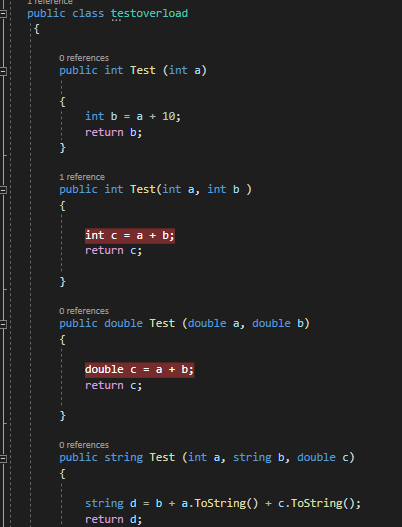 1 reference
public class testoverload
{
0 references
public int Test (int a)
{
int b = a + 10;
return b;
}
1 reference
public int Test(int a, int b )
{
int c = a + b;
return c;
}
0 references
public double Test (double a, double b)
{
double c = a + b;
return c;
}
0 references
public string Test (int a, string b, double c)
{
string d = b + a.ToString() + c.ToString();
return d;